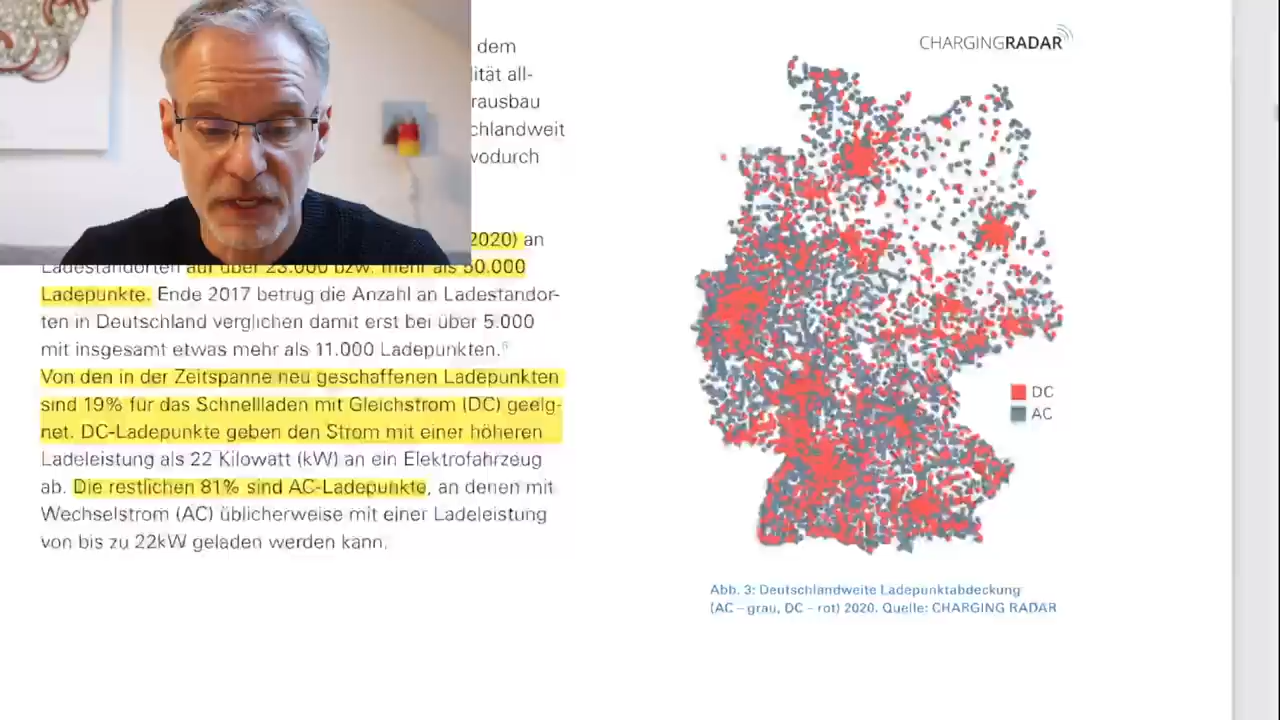 dem
lität all-
rausbau
chlandweit
wodurch
2020) an
Ladestandorten auf über 23.000 bzw. mehr als 50.000
Ladepunkte. Ende 2017 betrug die Anzahl an Ladestandor-
ten in Deutschland verglichen damit erst bei über 5.000
mit insgesamt etwas mehr als 11.000 Ladepunkten.
Von den in der Zeitspanne neu geschaffenen Ladepunkten
sind 19% für das Schnellladen mit Gleichstrom (DC) geeig-
net. DC-Ladepunkte geben den Strom mit einer höheren
Ladeleistung als 22 Kilowatt (kW) an ein Elektrofahrzeug
ab. Die restlichen 81% sind AC-Ladepunkte, an denen mit
Wechselstrom (AC) üblicherweise mit einer Ladeleistung
von bis zu 22kW geladen werden kann.
CHARGINGRADAR
DC
AC
Abb. 3: Deutschlandweite Ladepunktabdeckung
(AC – grau, DC – rot) 2020. Quelle: CHARGING RADAR